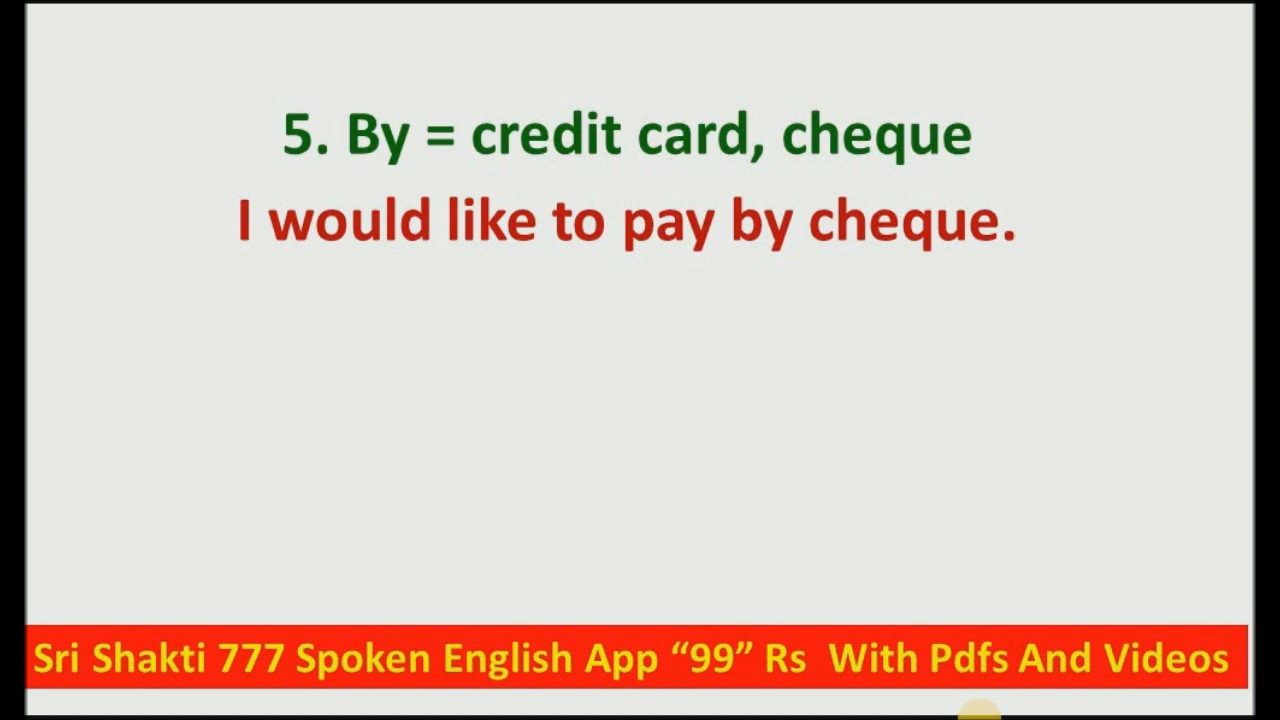 5. By = credit card, cheque
I would like to pay by cheque.
Sri Shakti 777 Spoken English App “99” Rs With Pdfs And Videos